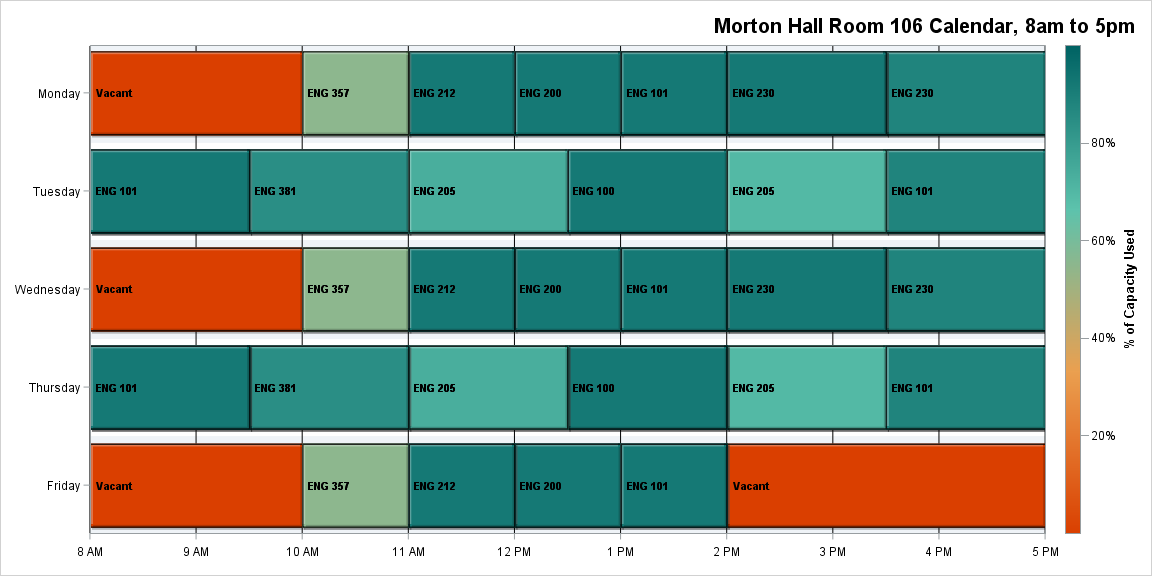 Morton Hall Room 106 Calendar, 8am to 5pm
Monday
Vacant
ENG 357
ENG 212
ENG 200
ENG 101
ENG 230
ENG 230
Tuesday
ENG 101
ENG 381
ENG 205
ENG 100
ENG 205
ENG 101
Wednesday
Vacant
ENG 357
ENG 212
ENG 200
ENG 101
ENG 230
ENG 230
Thursday
ENG 101
ENG 381
ENG 205
ENG 100
ENG 205
ENG 101
Friday
Vacant
ENG 357
ENG 212
ENG 200
ENG 101
Vacant
8 AM
9 AM
10 AM
11 AM
12 PM
1 PM
2 PM
3 PM
4 PM
5 PM
80%
60%
40%
20%
% of Capacity Used